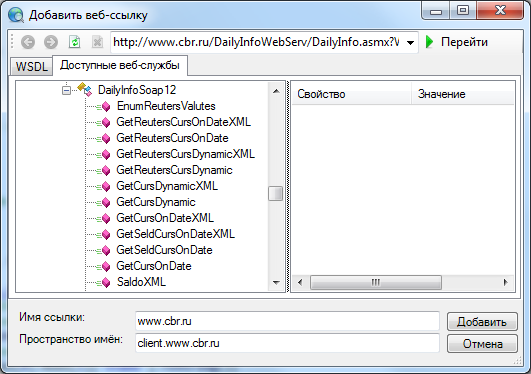 Добавить веб-ссылку
http://www.cbr.ru/DailyInfoWebServ/DailyInfo.asmx?V
Перейти
WSDL
Доступные веб-службы
DailyInfoSoap12
EnumReutersValutes
GetReutersCursOnDateXML
GetReutersCursOnDate
GetReutersCursDynamicXML
GetReutersCursDynamic
GetCursDynamicXML
GetCursDynamic
GetCursOnDateXML
GetSeldCursOnDateXML
GetSeldCursOnDate
GetCursOnDate
SaldoXML
Свойство
Значение
Имя ссылки:
www.cbr.ru
Добавить
Пространство имён:
client.www.cbr.ru
Отмена